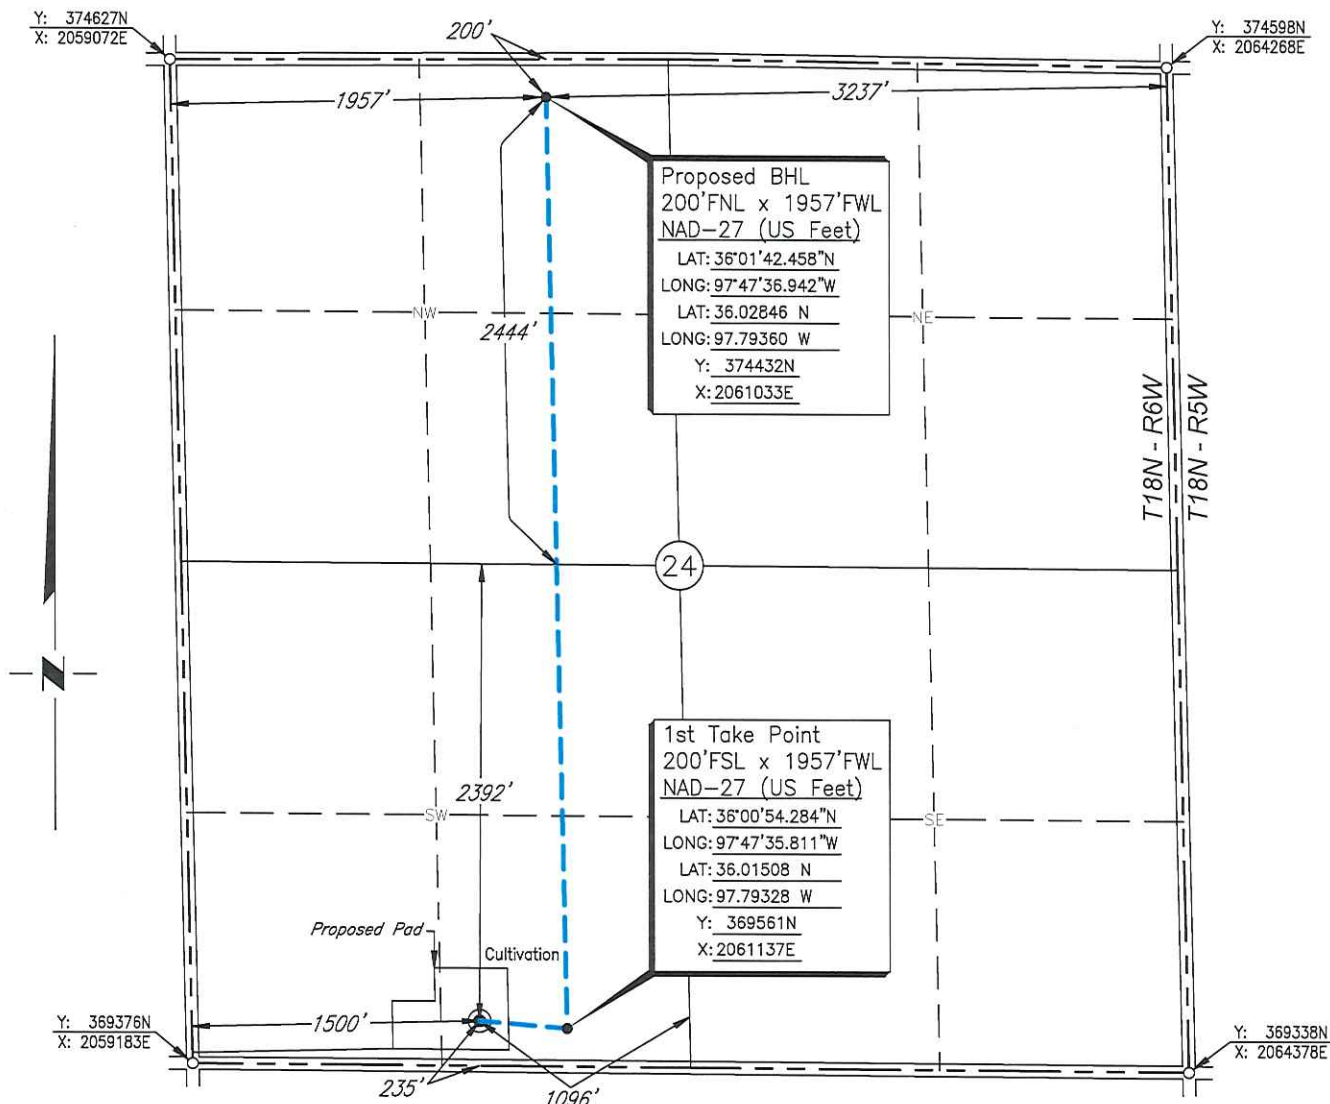 Y: 374627N
X: 2059072E
200'
Y: 374598N
X: 2064268E
1957'
3237'
Proposed BHL
200'FNL x 1957'FWL
NAD-27 (US Feet)
LAT: 36°01'42.458"N
LONG: 97°47'36.942"W
LAT: 36.02846 N
LONG: 97.79360 W
Y: 374432N
X: 2061033E
NW
NE
2444'
T18N - R6W
T18N - R5W
24
N
1st Take Point
200'FSL x 1957'FWL
NAD-27 (US Feet)
LAT: 36°00'54.284"N
LONG: 97°47'35.811"W
LAT: 36.01508 N
LONG: 97.79328 W
Y: 369561N
X: 2061137E
2392'
SW
SE
Proposed Pad
Cultivation
Y: 369376N
X: 2059183E
1500'
Y: 369338N
X: 2064378E
235'
1096'